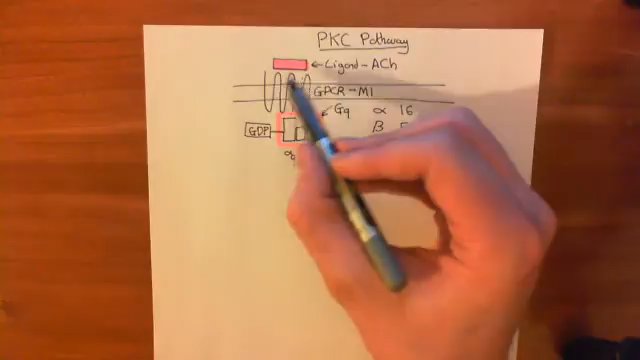 PKC Pathway
Ligand - ACh
GPCR - M1
Gq α 16
GDP β
α